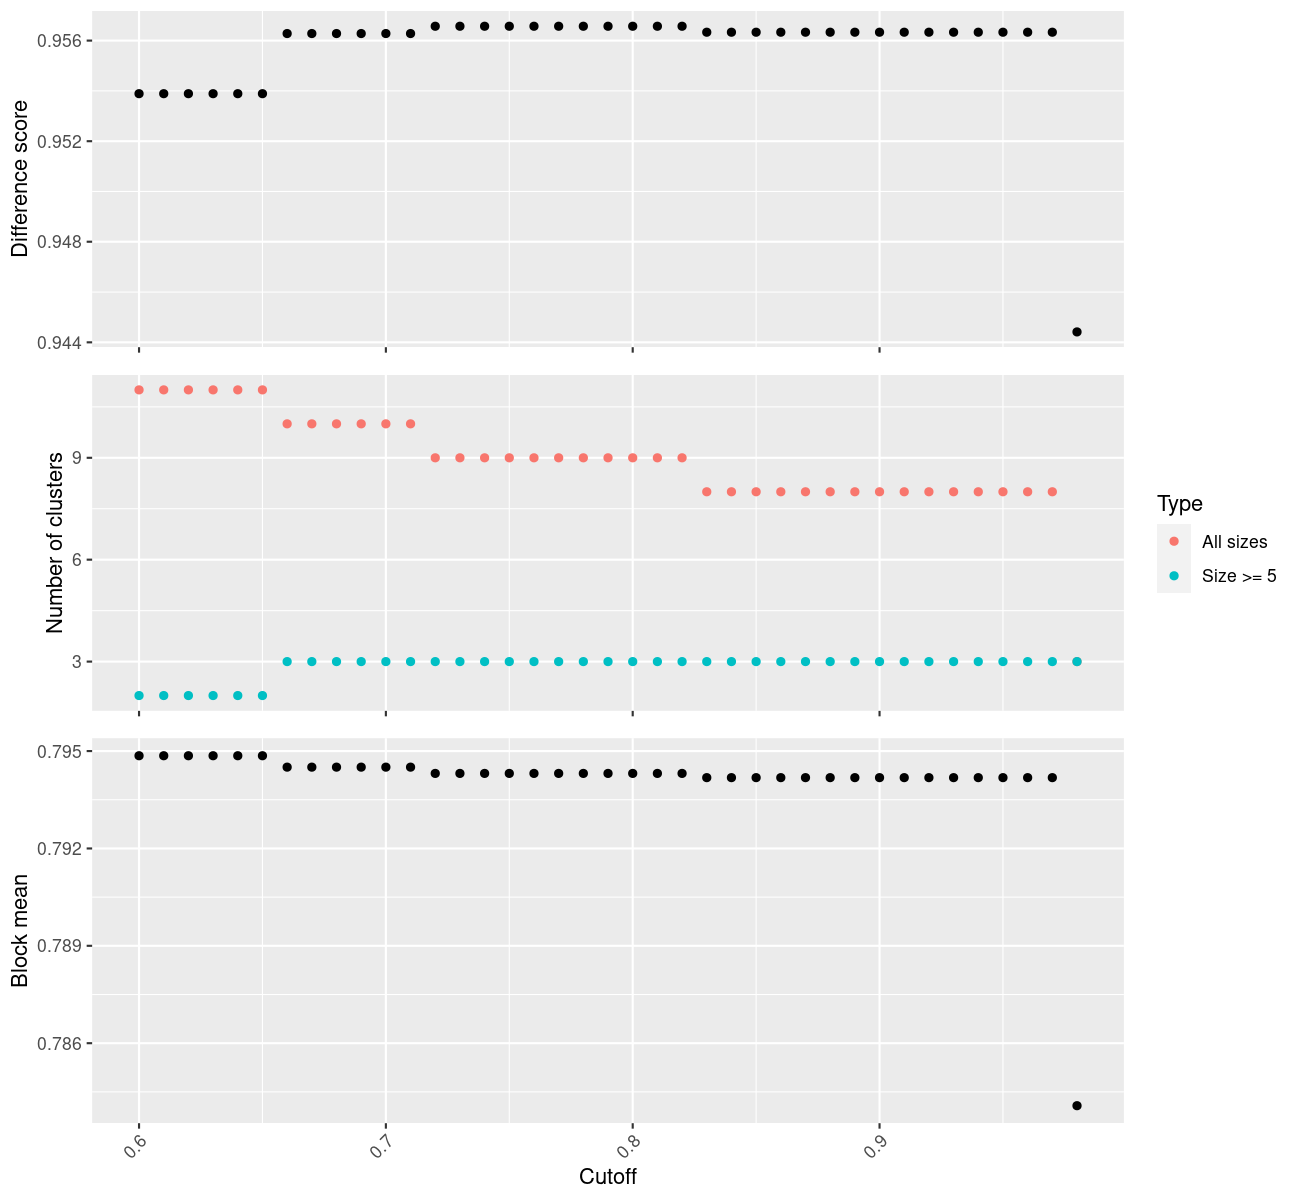 0.956
0.952
0.948
0.944
Difference score
9
6
3
Number of clusters
0.795
0.792
0.789
0.786
Block mean
0.6
0.7
0.8
0.9
Cutoff
Type
All sizes
Size >= 5